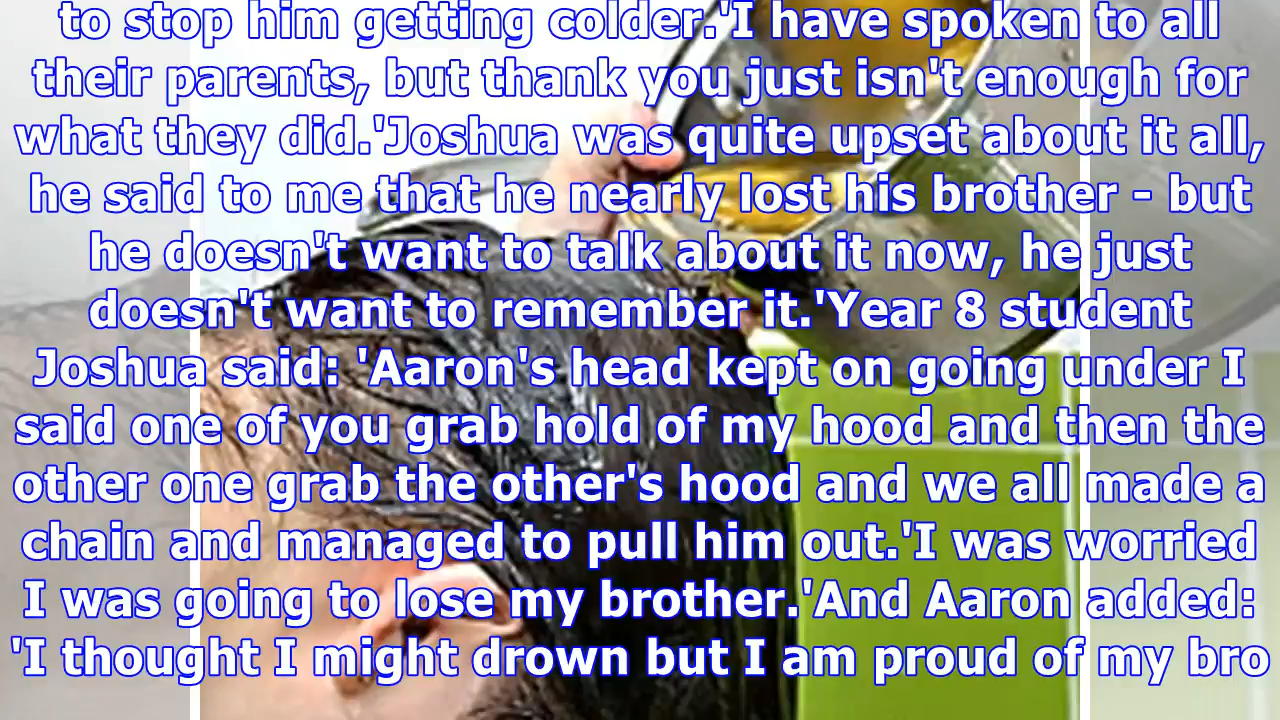 to stop him getting colder.'I have spoken to all
their parents, but thank you just isn't enough for
what they did.'Joshua was quite upset about it all,
he said to me that he nearly lost his brother - but
he doesn't want to talk about it now, he just
doesn't want to remember it.'Year 8 student
Joshua said: 'Aaron's head kept on going under I
said one of you grab hold of my hood and then the
other one grab the other's hood and we all made a
chain and managed to pull him out.'I was worried
I was going to lose my brother.'And Aaron added:
'I thought I might drown but I am proud of my bro